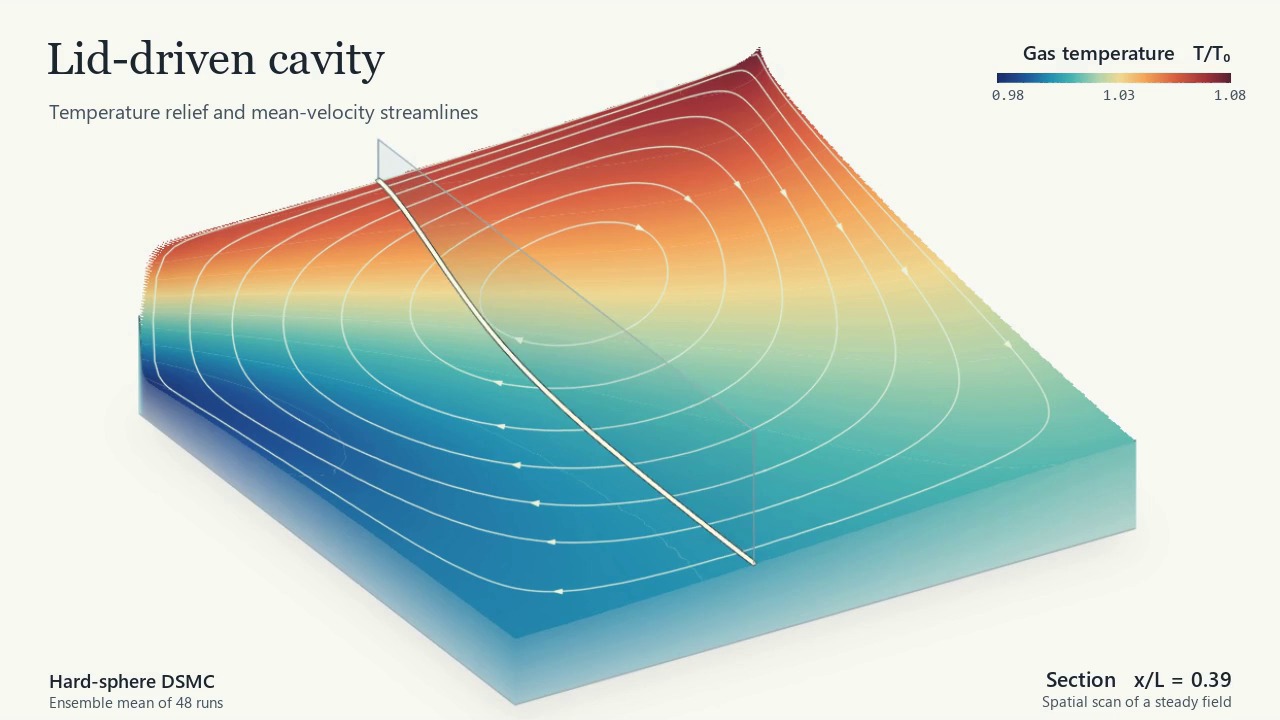 Lid-driven cavity
Temperature relief and mean-velocity streamlines
Gas temperature T/T₀
0.98 1.03 1.08
Hard-sphere DSMC
Ensemble mean of 48 runs
Section x/L = 0.39
Spatial scan of a steady field